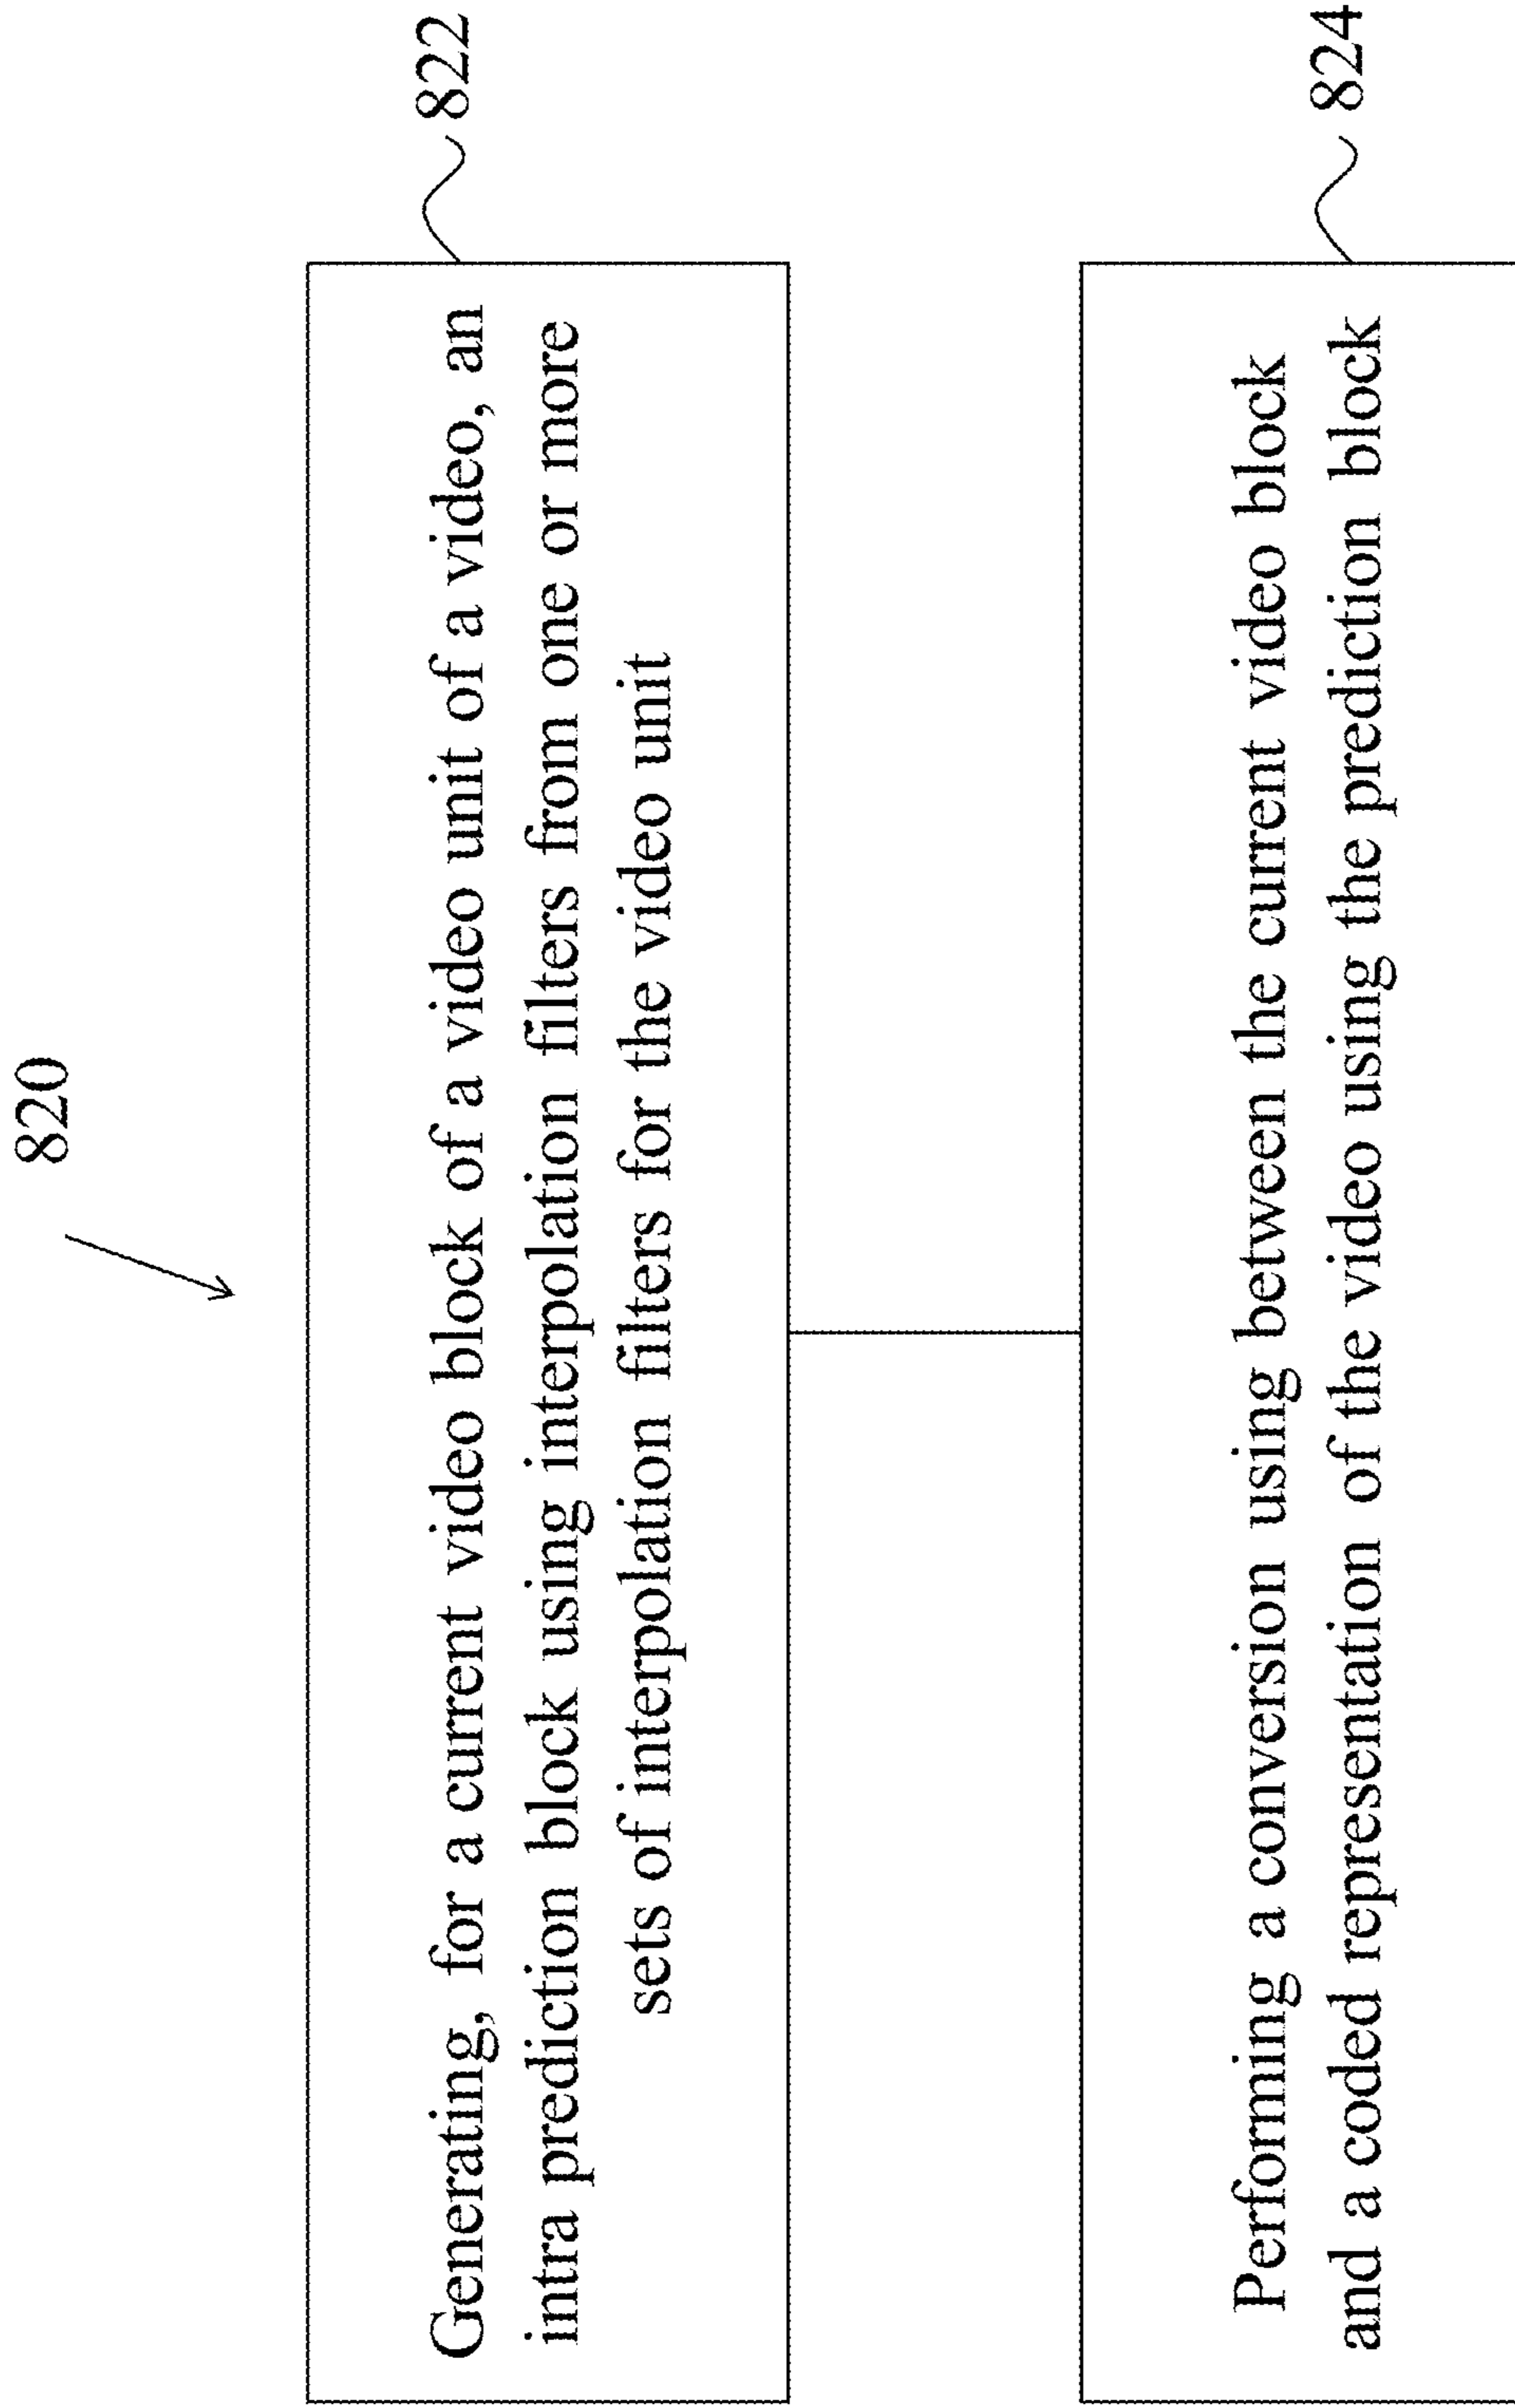 820
Generating, for a current video block of a video unit of a video, an
intra prediction block using interpolation filters from one or more
sets of interpolation filters for the video unit
822
Performing a conversion using between the current video block
and a coded representation of the video using the prediction block
824